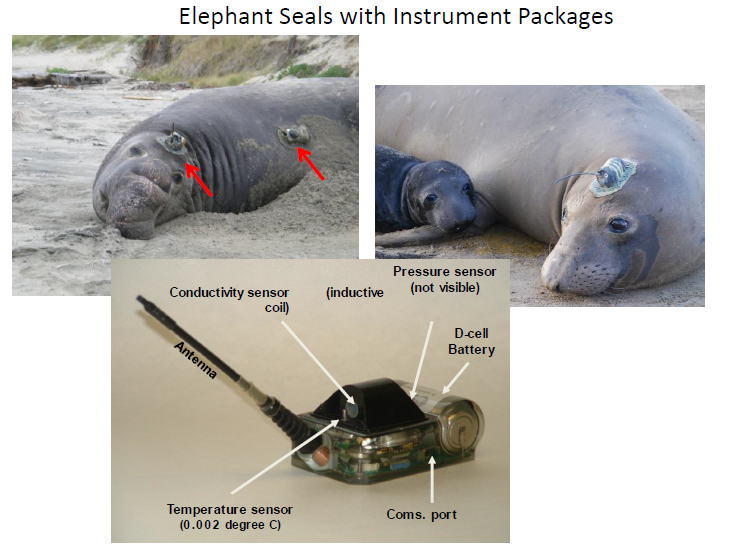 Elephant Seals with Instrument Packages
Pressure sensor
(not visible)
Conductivity sensor (inductive
coil)
D-cell
Battery
Antenna
Temperature sensor
(0.002 degree C)
Coms. port